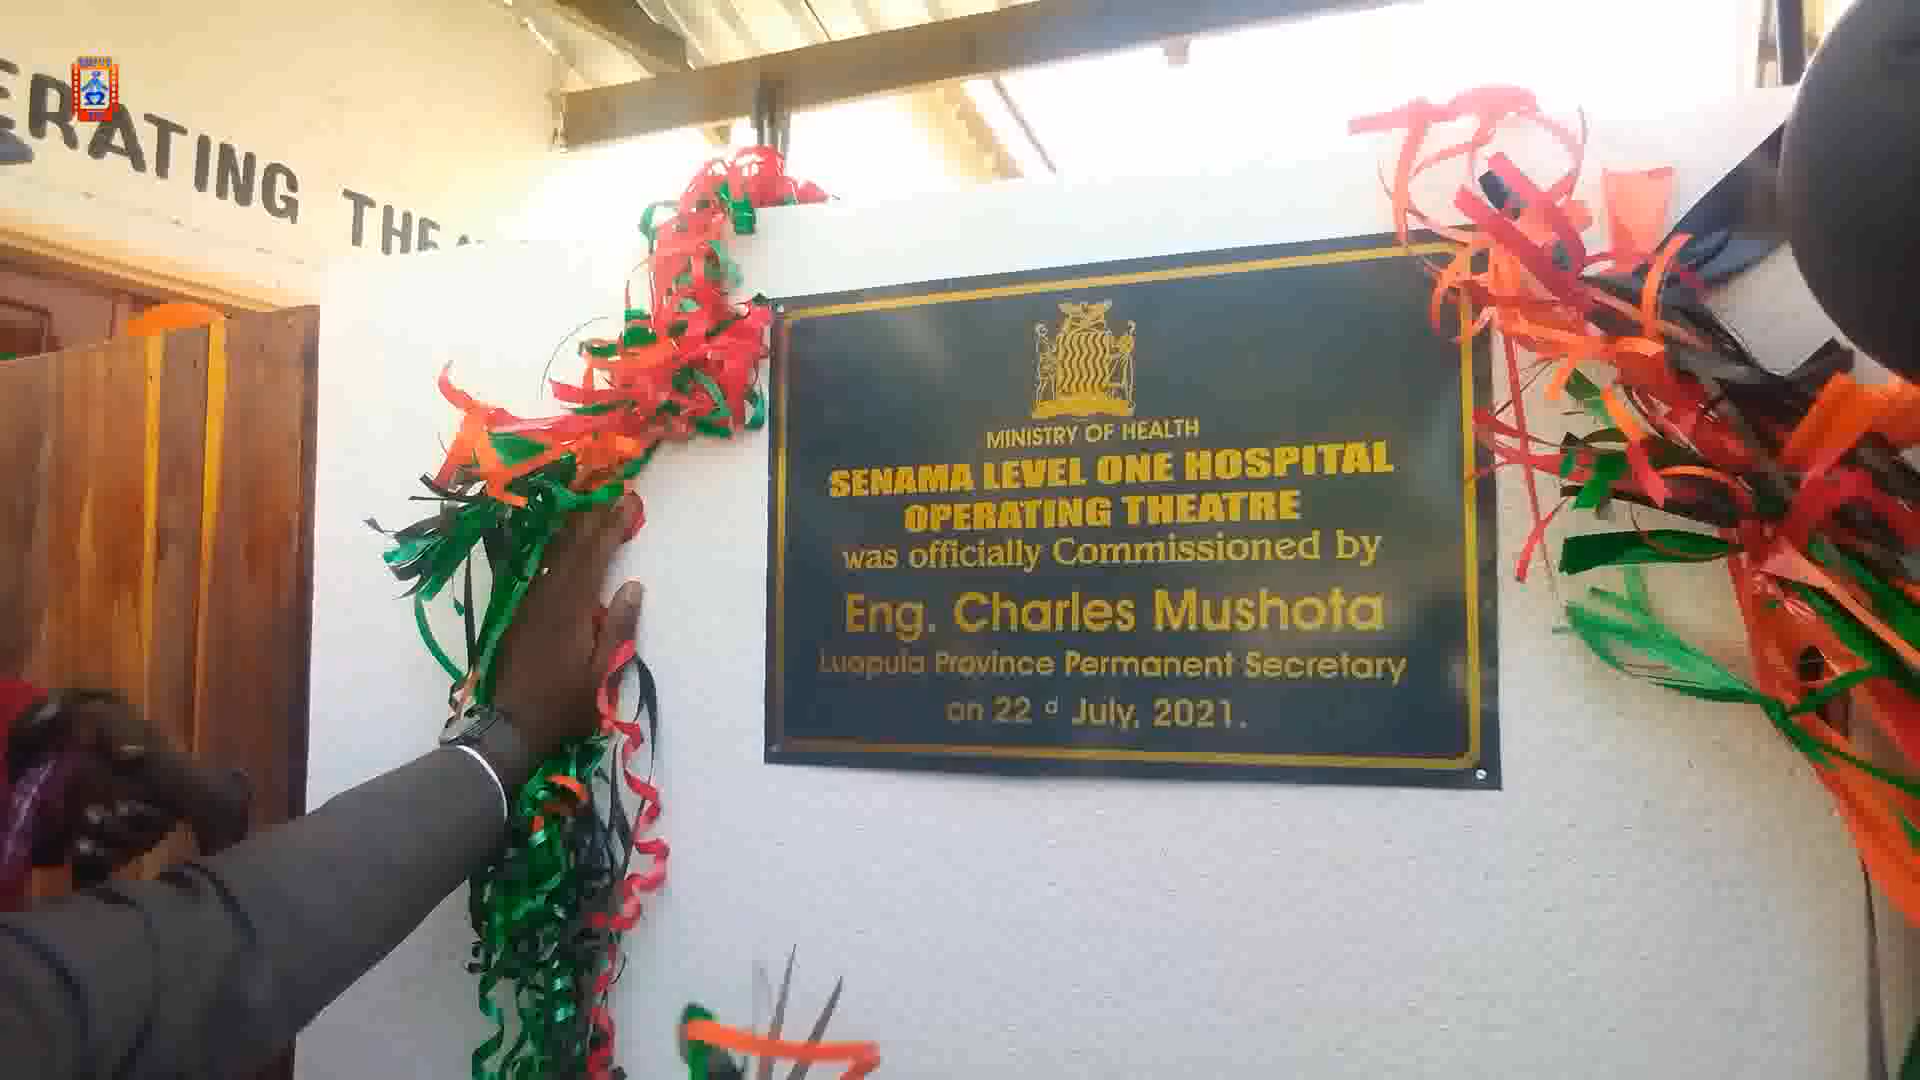 ERATING THEA
MINISTRY OF HEALTH
SENAMA LEVEL ONE HOSPITAL
OPERATING THEATRE
was officially Commissioned by
Eng. Charles Mushota
Luapula Province Permanent Secretary
on 22 d July, 2021.